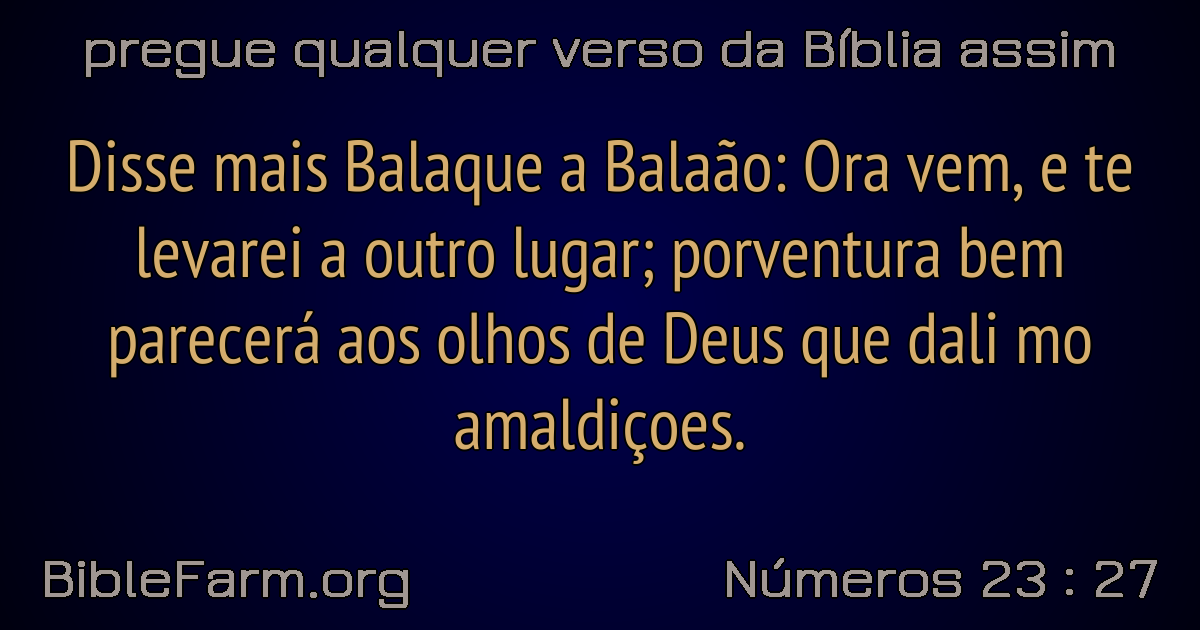 pregue qualquer verso da Bíblia assim
Disse mais Balaque a Balaão: Ora vem, e te
levarei a outro lugar; porventura bem
parecerá aos olhos de Deus que dali mo
amaldiçoes.
BibleFarm.org
Números 23 : 27